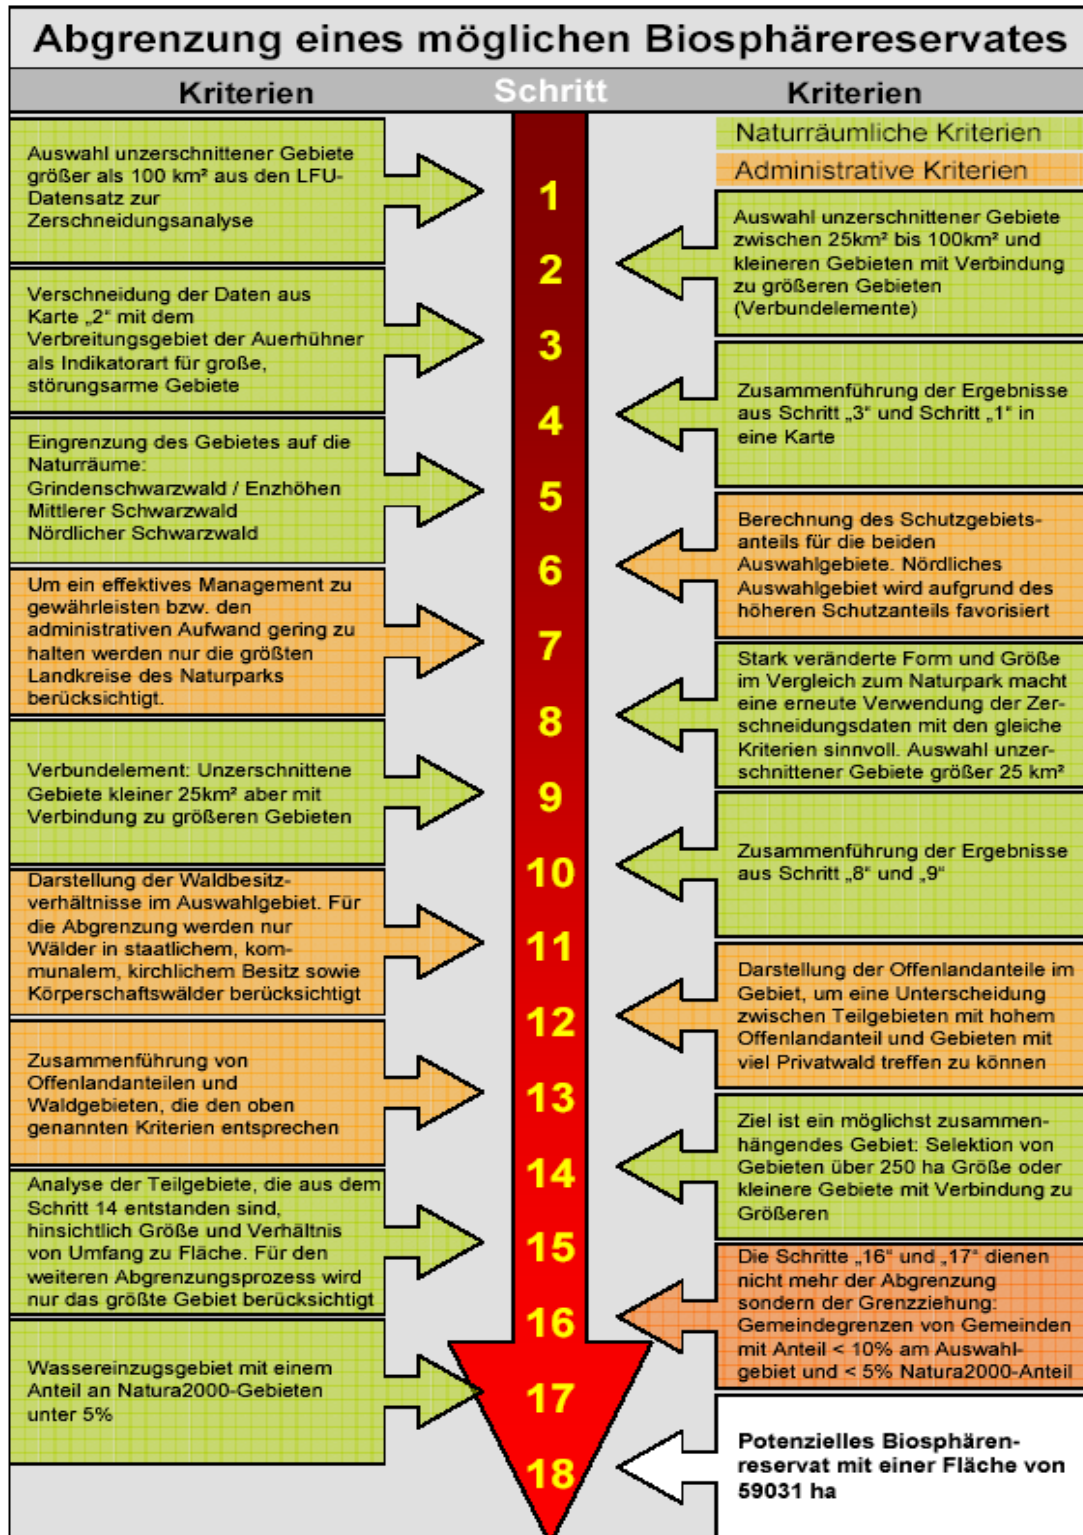 Abgrenzung eines möglichen Biosphärereservates
Kriterien
Schritt
Kriterien
Naturräumliche Kriterien
Administrative Kriterien
1
Auswahl unzerschnittener Gebiete
größer als 100 km² aus den LFU-
Datensatz zur
Zerschneidungsanalyse
2
Auswahl unzerschnittener Gebiete
zwischen 25km² bis 100km² und
kleineren Gebieten mit Verbindung
zu größeren Gebieten
(Verbundelemente)
3
Verschneidung der Daten aus
Karte „2“ mit dem
Verbreitungsgebiet der Auerhühner
als Indikatorart für große,
störungsarme Gebiete
4
Zusammenführung der Ergebnisse
aus Schritt „3“ und Schritt „1“ in
eine Karte
5
Eingrenzung des Gebietes auf die
Naturräume:
Grindenschwarzwald / Enzhöhen
Mittlerer Schwarzwald
Nördlicher Schwarzwald
6
Berechnung des Schutzgebiets-
anteils für die beiden
Auswahlgebiete. Nördliches
Auswahlgebiet wird aufgrund des
höheren Schutzanteils favorisiert
7
Um ein effektives Management zu
gewährleisten bzw. den
administrativen Aufwand gering zu
halten werden nur die größten
Landkreise des Naturparks
berücksichtigt.
8
Stark veränderte Form und Größe
im Vergleich zum Naturpark macht
eine erneute Verwendung der Zer-
schneidungsdaten mit den gleiche
Kriterien sinnvoll. Auswahl unzer-
schnittener Gebiete größer 25 km²
9
Verbundelement: Unzerschnittene
Gebiete kleiner 25km² aber mit
Verbindung zu größeren Gebieten
10
Zusammenführung der Ergebnisse
aus Schritt „8“ und „9“
11
Darstellung der Waldbesitz-
verhältnisse im Auswahlgebiet. Für
die Abgrenzung werden nur
Wälder in staatlichem, kom-
munalem, kirchlichem Besitz sowie
Körperschaftswälder berücksichtigt
12
Darstellung der Offenlandanteile im
Gebiet, um eine Unterscheidung
zwischen Teilgebieten mit hohem
Offenlandanteil und Gebieten mit
viel Privatwald treffen zu können
13
Zusammenführung von
Offenlandanteilen und
Waldgebieten, die den oben
genannten Kriterien entsprechen
14
Ziel ist ein möglichst zusammen-
hängendes Gebiet: Selektion von
Gebieten über 250 ha Größe oder
kleinere Gebiete mit Verbindung zu
Größeren
15
Analyse der Teilgebiete, die aus dem
Schritt 14 entstanden sind,
hinsichtlich Größe und Verhältnis
von Umfang zu Fläche. Für den
weiteren Abgrenzungsprozess wird
nur das größte Gebiet berücksichtigt
16
Die Schritte „16“ und „17“ dienen
nicht mehr der Abgrenzung
sondern der Grenzziehung:
Gemeindegrenzen von Gemeinden
mit Anteil < 10% am Auswahl-
gebiet und < 5% Natura2000-Anteil
17
Wassereinzugsgebiet mit einem
Anteil an Natura2000-Gebieten
unter 5%
18
Potenzielles Biosphären-
reservat mit einer Fläche von
59031 ha